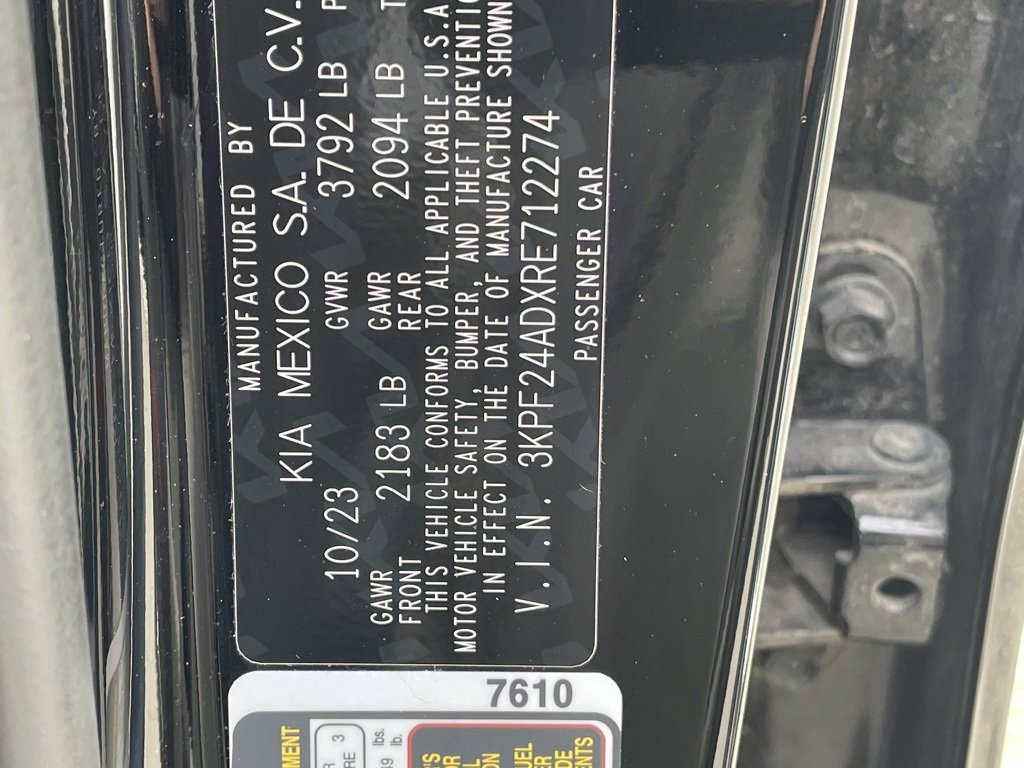 MANUFACTURED BY
KIA MEXICO S.A. DE C.V.
10/23 GVWR 3792 LB
GAWR FRONT 2183 LB GAWR REAR 2094 LB
THIS VEHICLE CONFORMS TO ALL APPLICABLE U.S.A
MOTOR VEHICLE SAFETY, BUMPER, AND THEFT
IN EFFECT ON THE DATE OF MANUFACTURE SHOWN
V.I.N. 3KPF24ADXRE712274
PASSENGER CAR
7610